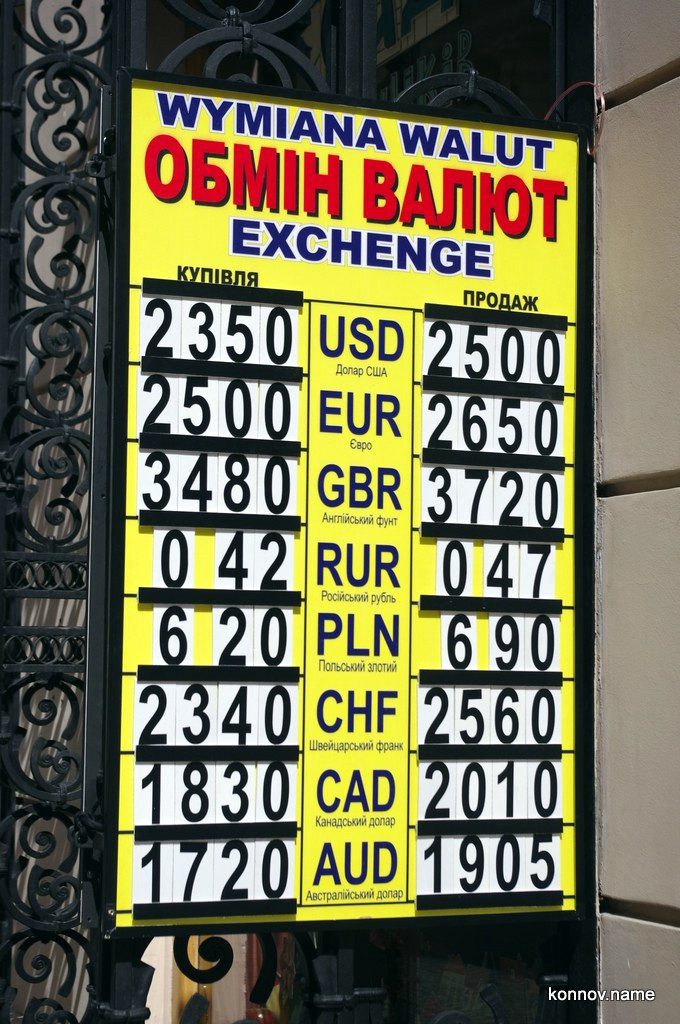 WYMIANA WALUT
ОБМІН ВАЛЮТ
EXCHENGE
КУПІВЛЯ ПРОДАЖ
2350 USD 2500
Долар США
2500 EUR 2650
Євро
3480 GBR 3720
Англійський фунт
0 42 RUR 0 47
Російський рубль
6 20 PLN 6 90
Польський злотий
2340 CHF 2560
Швейцарський франк
1830 CAD 2010
Канадський долар
1720 AUD 1905
Австралійський долар
konnov.name